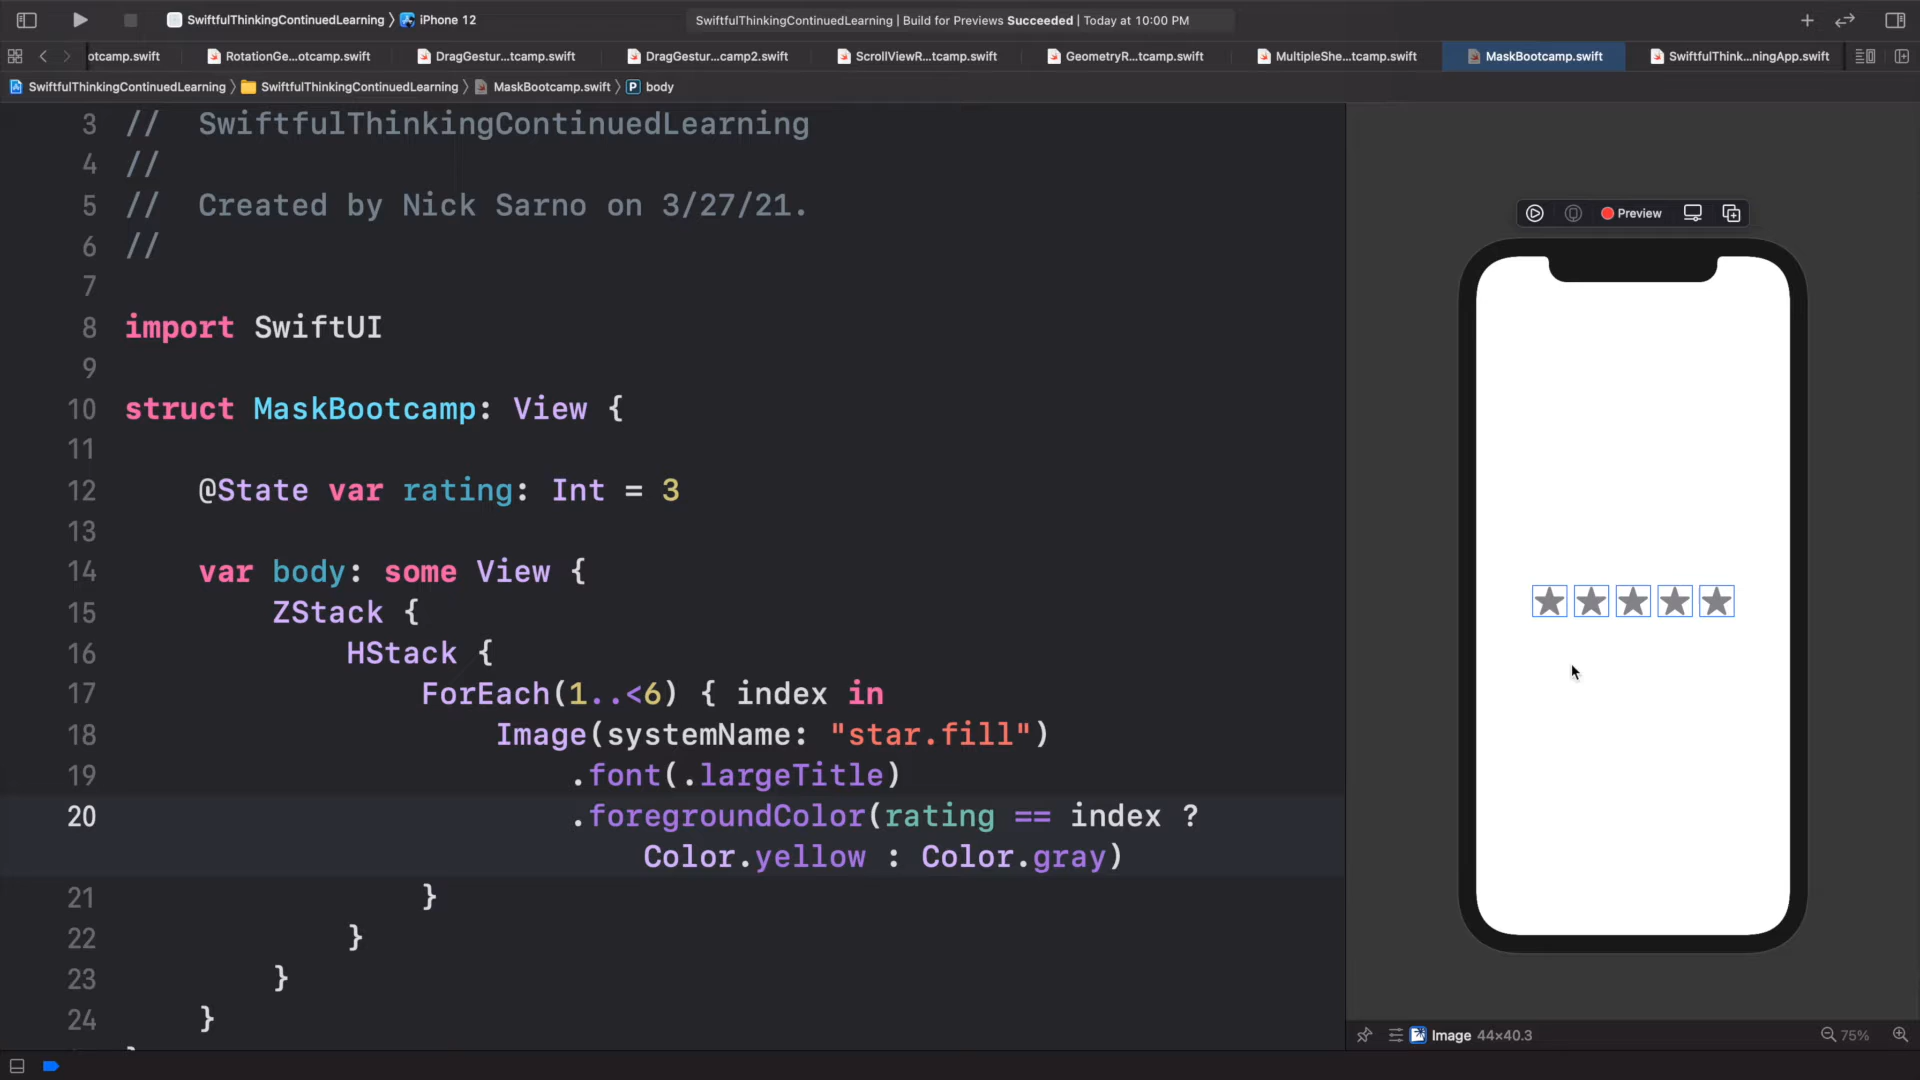 SwiftfulThinkingContinuedLearning 〉 iPhone 12
SwiftfulThinkingContinuedLearning | Build for Previews Succeeded | Today at 10:00 PM
otcamp.swift
RotationGe...otcamp.swift
DragGestur...tcamp.swift
DragGestur...camp2.swift
ScrollViewR...tcamp.swift
GeometryR...tcamp.swift
MultipleShe...tcamp.swift
MaskBootcamp.swift
SwiftfulThink...ningApp.swift
SwiftfulThinkingContinuedLearning 〉 SwiftfulThinkingContinuedLearning 〉 MaskBootcamp.swift 〉 P body
3 //  SwiftfulThinkingContinuedLearning
4 //
5 //  Created by Nick Sarno on 3/27/21.
6 //
7
8 import SwiftUI
9
10 struct MaskBootcamp: View {
11
12     @State var rating: Int = 3
13
14     var body: some View {
15         ZStack {
16             HStack {
17                 ForEach(1..<6) { index in
18                     Image(systemName: "star.fill")
19                         .font(.largeTitle)
20                         .foregroundColor(rating == index ?
                            Color.yellow : Color.gray)
21                 }
22             }
23         }
24     }
Preview
Image 44×40.3
75%